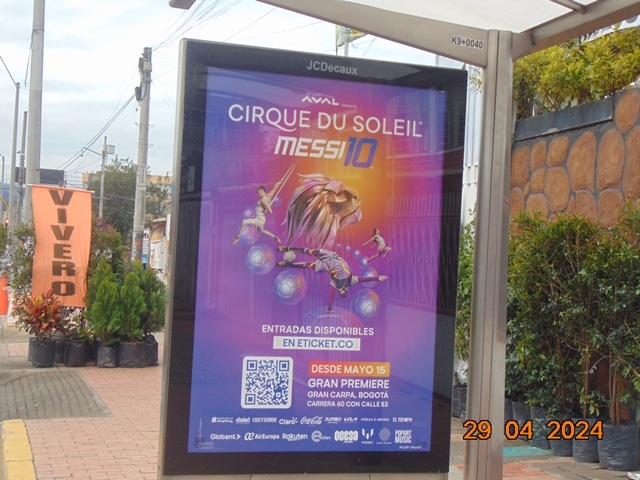 K9+0040
JCDecaux
AVAL
CIRQUE DU SOLEIL
MESSI10
VIVERO
ENTRADAS DISPONIBLES
EN ETICKET.CO
DESDE MAYO 15
GRAN PREMIERE
GRAN CARPA, BOGOTÁ
CARRERA 60 CON CALLE 53
AVAL Claro Coca-Cola JUMBO EL TIEMPO
Globant AirEuropa Rakuten POPART MUSIC
29 04 2024